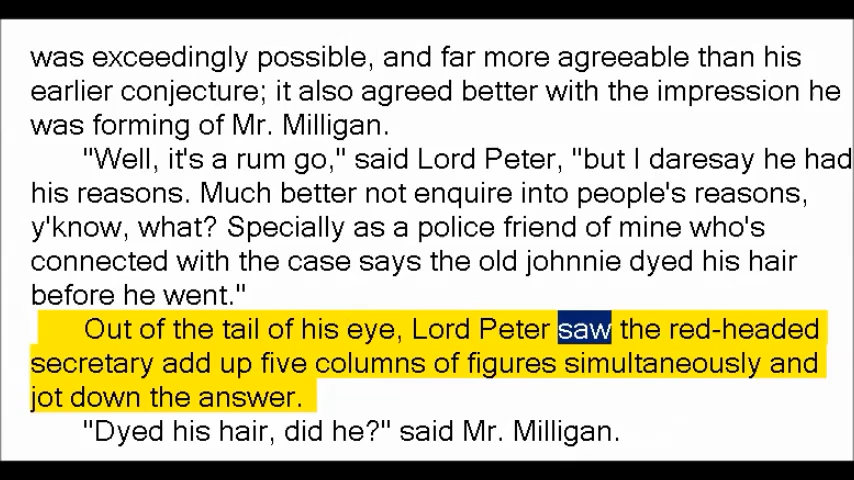 was exceedingly possible, and far more agreeable than his
earlier conjecture; it also agreed better with the impression he
was forming of Mr. Milligan.
"Well, it's a rum go," said Lord Peter, "but I daresay he had
his reasons. Much better not enquire into people's reasons,
y'know, what? Specially as a police friend of mine who's
connected with the case says the old johnnie dyed his hair
before he went."
Out of the tail of his eye, Lord Peter saw the red-headed
secretary add up five columns of figures simultaneously and
jot down the answer.
"Dyed his hair, did he?" said Mr. Milligan.